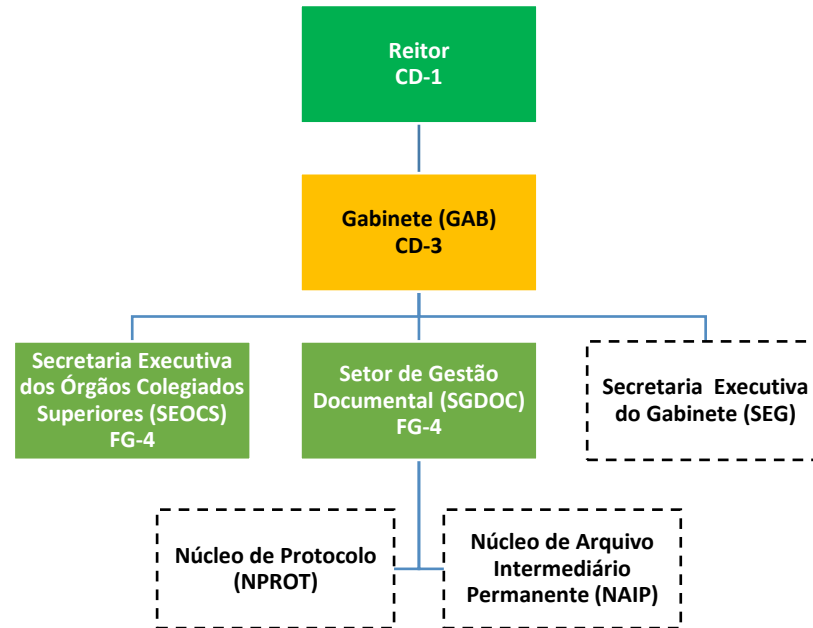 Reitor
CD-1
Gabinete (GAB)
CD-3
Secretaria Executiva
dos Órgãos Colegiados
Superiores (SEOCS)
FG-4
Setor de Gestão
Documental (SGDOC)
FG-4
Secretaria Executiva
do Gabinete (SEG)
Núcleo de Protocolo
(NPROT)
Núcleo de Arquivo
Intermediário
Permanente (NAIP)